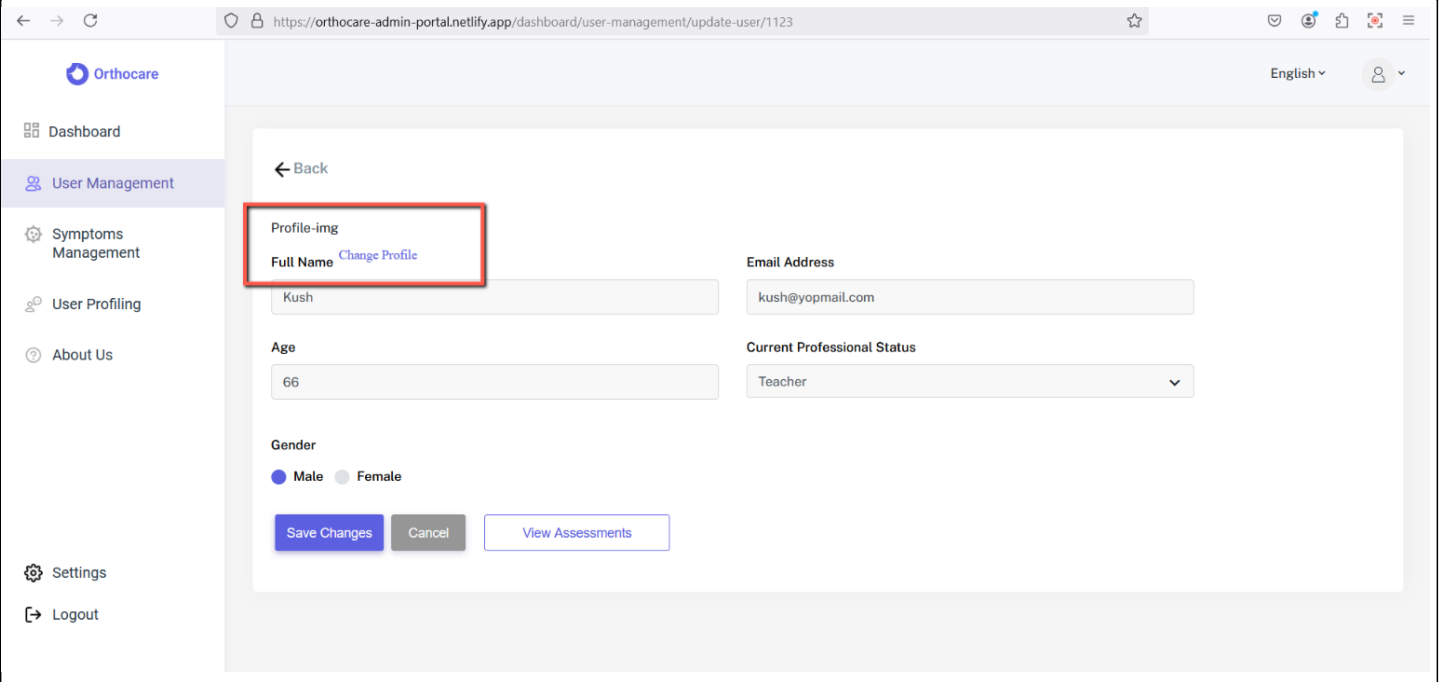 https://orthocare-admin-portal.netlify.app/dashboard/user-management/update-user/1123
Orthocare
English
Dashboard
User Management
Symptoms
Management
User Profiling
About Us
Settings
Logout
Back
Profile-img
Full Name Change Profile
Email Address
Kush
kush@yopmail.com
Age
Current Professional Status
66
Teacher
Gender
Male Female
Save Changes Cancel View Assessments